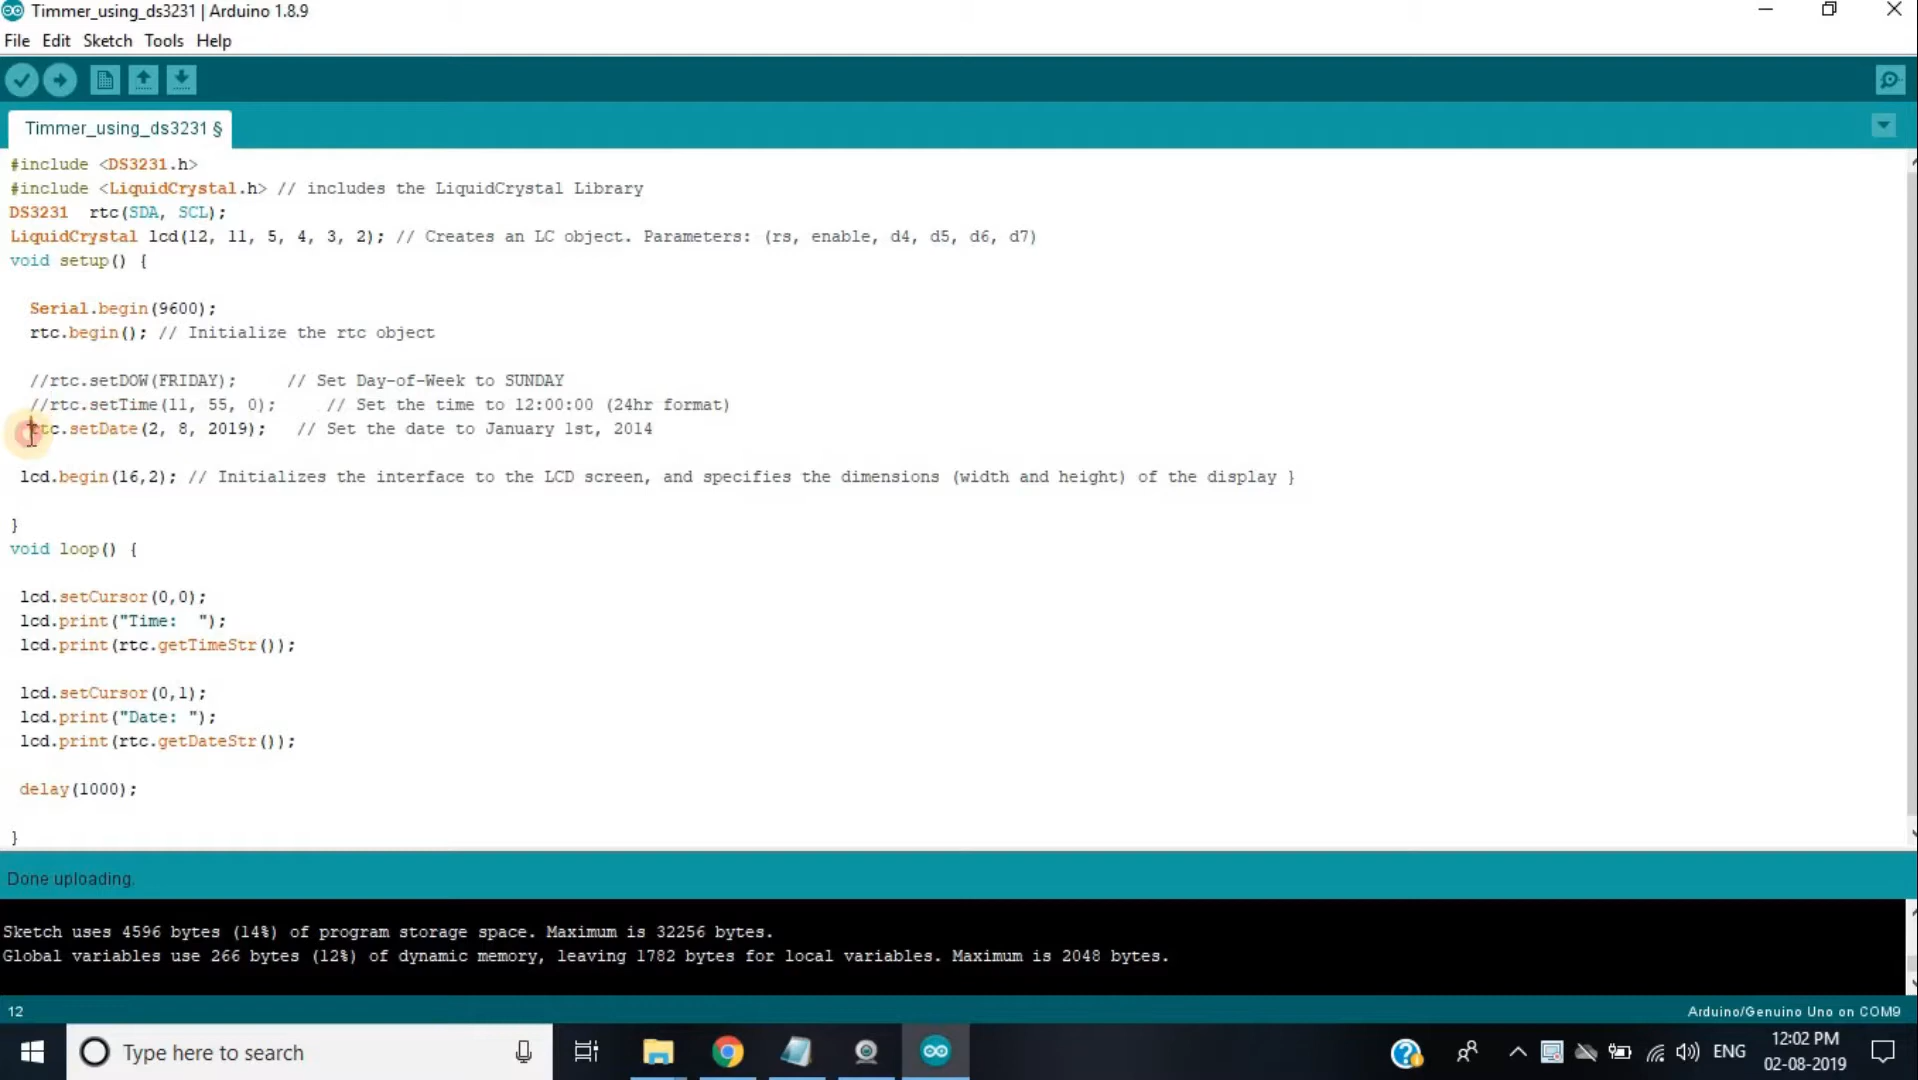 Timmer_using_ds3231 | Arduino 1.8.9
File Edit Sketch Tools Help
Timmer_using_ds3231 §
#include <DS3231.h>
#include <LiquidCrystal.h> // includes the LiquidCrystal Library
DS3231  rtc(SDA, SCL);
LiquidCrystal lcd(12, 11, 5, 4, 3, 2); // Creates an LC object. Parameters: (rs, enable, d4, d5, d6, d7)
void setup() {
Serial.begin(9600);
rtc.begin(); // Initialize the rtc object
//rtc.setDOW(FRIDAY);     // Set Day-of-Week to SUNDAY
//rtc.setTime(11, 55, 0);     // Set the time to 12:00:00 (24hr format)
rtc.setDate(2, 8, 2019);   // Set the date to January 1st, 2014
lcd.begin(16,2); // Initializes the interface to the LCD screen, and specifies the dimensions (width and height) of the display }
}
void loop() {
lcd.setCursor(0,0);
lcd.print("Time:  ");
lcd.print(rtc.getTimeStr());
lcd.setCursor(0,1);
lcd.print("Date: ");
lcd.print(rtc.getDateStr());
delay(1000);
}
Done uploading.
Sketch uses 4596 bytes (14%) of program storage space. Maximum is 32256 bytes.
Global variables use 266 bytes (12%) of dynamic memory, leaving 1782 bytes for local variables. Maximum is 2048 bytes.
12
Arduino/Genuino Uno on COM9
Type here to search
ENG
12:02 PM
02-08-2019